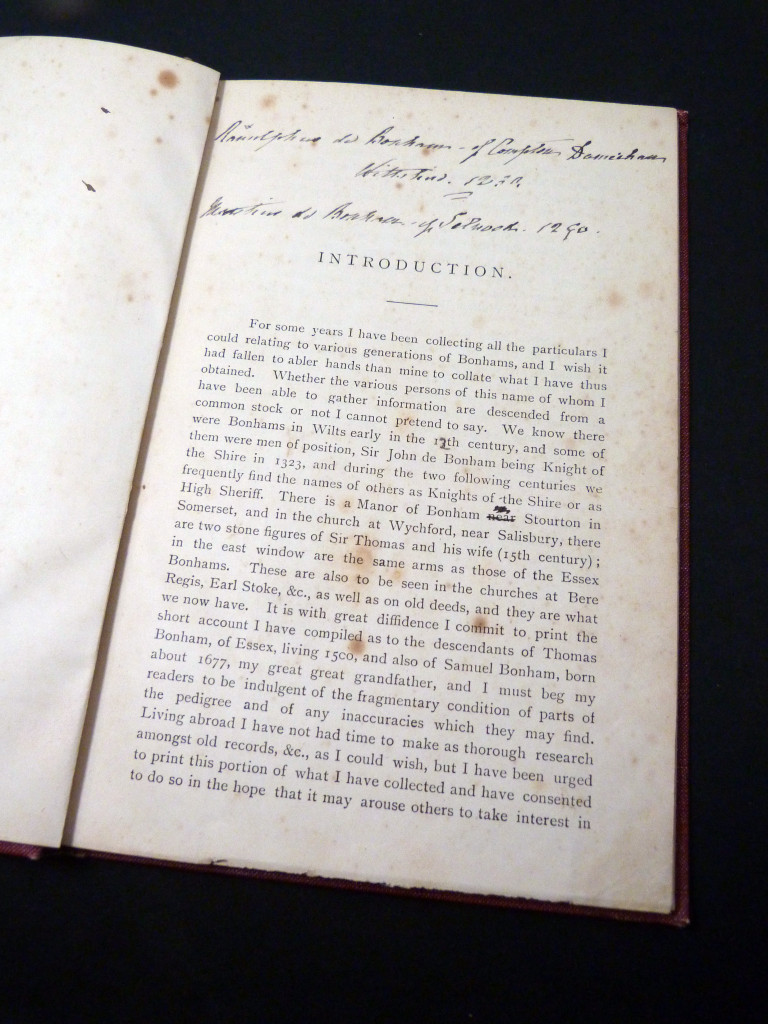 Ranulphus de Bonham - of Compton
Wiltshire. 12
de Bonham - of 1290.
INTRODUCTION.
For some years I have been collecting all the particulars I
could relating to various generations of Bonhams, and I wish it
had fallen to abler hands than mine to collate what I have thus
obtained. Whether the various persons of this name of whom I
have been able to gather information are descended from a
common stock or not I cannot pretend to say. We know there
were Bonhams in Wilts early in the 12th century, and some of
them were men of position, Sir John de Bonham being Knight of
the Shire in 1323, and during the two following centuries we
frequently find the names of others as Knights of the Shire or as
High Sheriff. There is a Manor of Bonham near Stourton in
Somerset, and in the church at Wychford, near Salisbury, there
are two stone figures of Sir Thomas and his wife (15th century);
in the east window are the same arms as those of the Essex
Bonhams. These are also to be seen in the churches at Bere
Regis, Earl Stoke, &c., as well as on old deeds, and they are what
we now have. It is with great diffidence I commit to print the
short account I have compiled as to the descendants of Thomas
Bonham, of Essex, living 1500, and also of Samuel Bonham, born
about 1677, my great great grandfather, and I must beg my
readers to be indulgent of the fragmentary condition of parts of
the pedigree and of any inaccuracies which they may find.
Living abroad I have not had time to make as thorough research
amongst old records, &c., as I could wish, but I have been urged
to print this portion of what I have collected and have consented
to do so in the hope that it may arouse others to take interest in